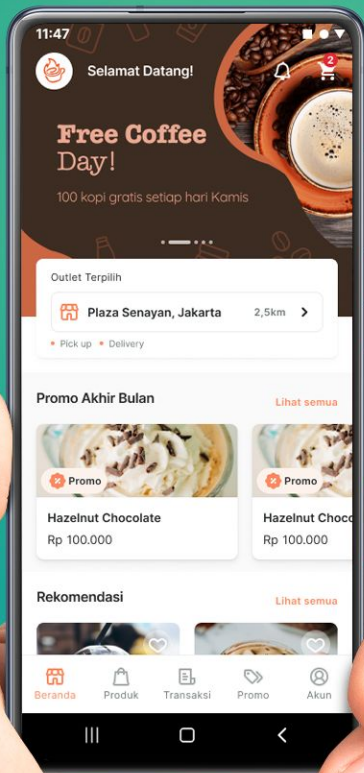 11:47
Selamat Datang!
2
Free Coffee
Day!
100 kopi gratis setiap hari Kamis
Outlet Terpilih
Plaza Senayan, Jakarta 2,5km
Pick up Delivery
Promo Akhir Bulan Lihat semua
Promo Promo
Hazelnut Chocolate Hazelnut Choco
Rp 100.000 Rp 100.000
Rekomendasi Lihat semua
Beranda Produk Transaksi Promo Akun